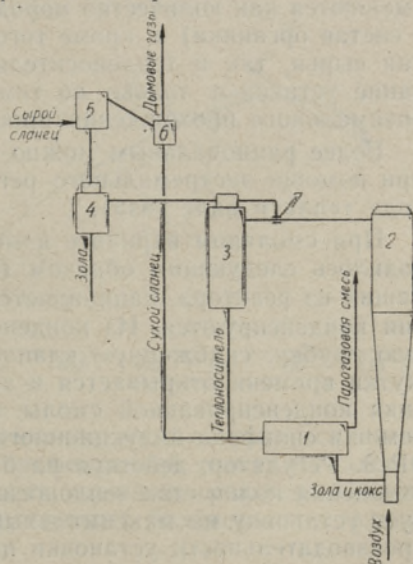 Дымовые газы
5
Сырой
сланец
6
4
3
2
Зола
Сухой сланец
Теплоноситель
Парогазовая смесь
1
Зола и кокс
Воздух